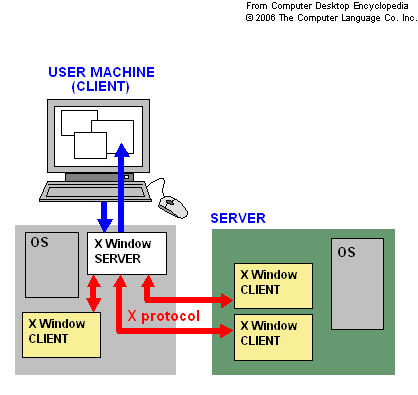 From Computer Desktop Encyclopedia
© 2006 The Computer Language Co. Inc.
USER MACHINE
(CLIENT)
SERVER
OS
X Window
SERVER
OS
X Window
CLIENT
X protocol
X Window
CLIENT
X Window
CLIENT